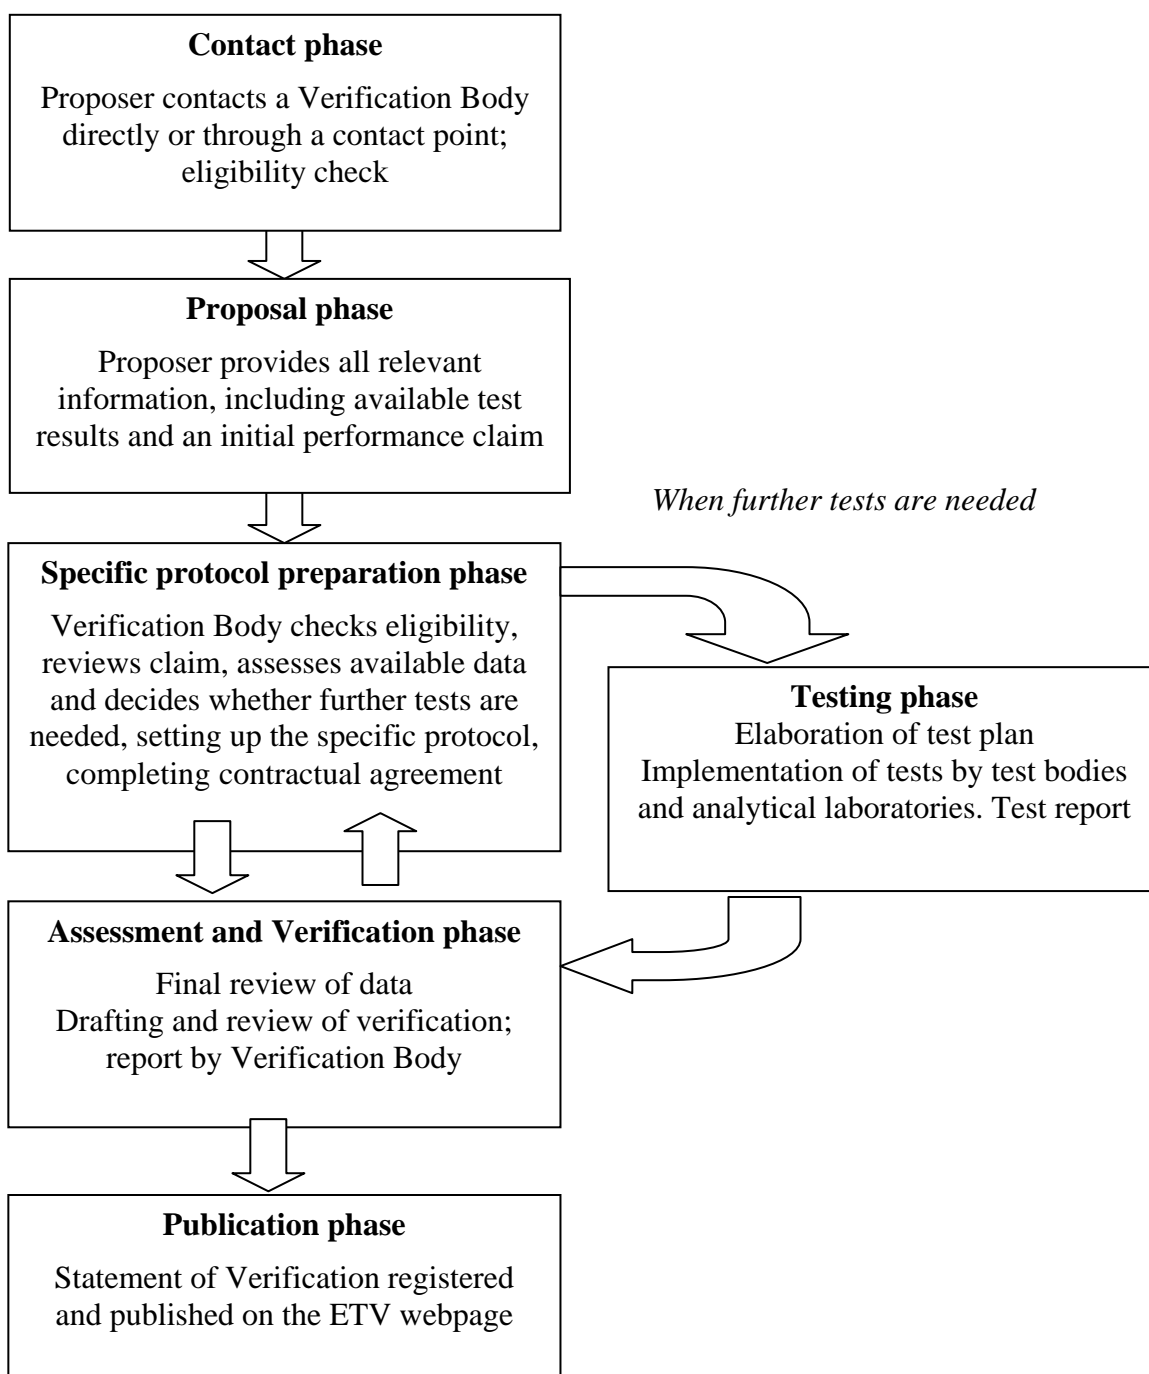 Contact phase
Proposer contacts a Verification Body
directly or through a contact point;
eligibility check
Proposal phase
Proposer provides all relevant
information, including available test
results and an initial performance claim
When further tests are needed
Specific protocol preparation phase
Verification Body checks eligibility,
reviews claim, assesses available data
and decides whether further tests are
needed, setting up the specific protocol,
completing contractual agreement
Testing phase
Elaboration of test plan
Implementation of tests by test bodies
and analytical laboratories. Test report
Assessment and Verification phase
Final review of data
Drafting and review of verification;
report by Verification Body
Publication phase
Statement of Verification registered
and published on the ETV webpage